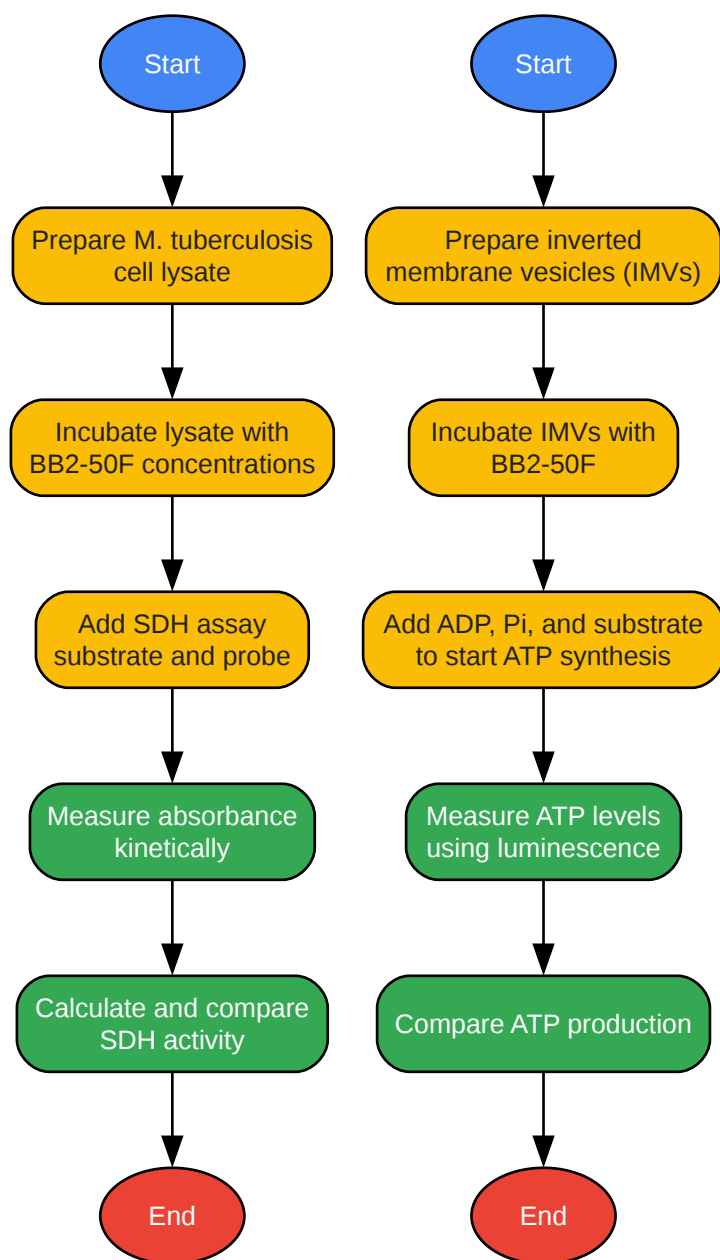 Start
Prepare M. tuberculosis
cell lysate
Incubate lysate with
BB2-50F concentrations
Add SDH assay
substrate and probe
Measure absorbance
kinetically
Calculate and compare
SDH activity
End
Start
Prepare inverted
membrane vesicles (IMVs)
Incubate IMVs with
BB2-50F
Add ADP, Pi, and substrate
to start ATP synthesis
Measure ATP levels
using luminescence
Compare ATP production
End